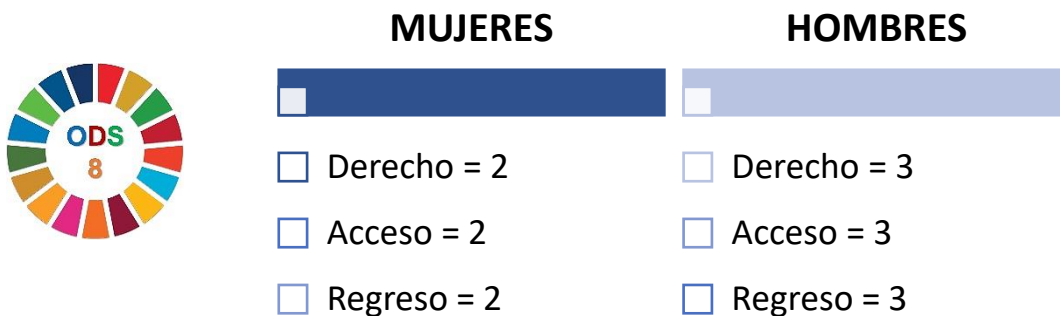 MUJERES
HOMBRES
ODS
8
Derecho = 2
Derecho = 3
Acceso = 2
Acceso = 3
Regreso = 2
Regreso = 3